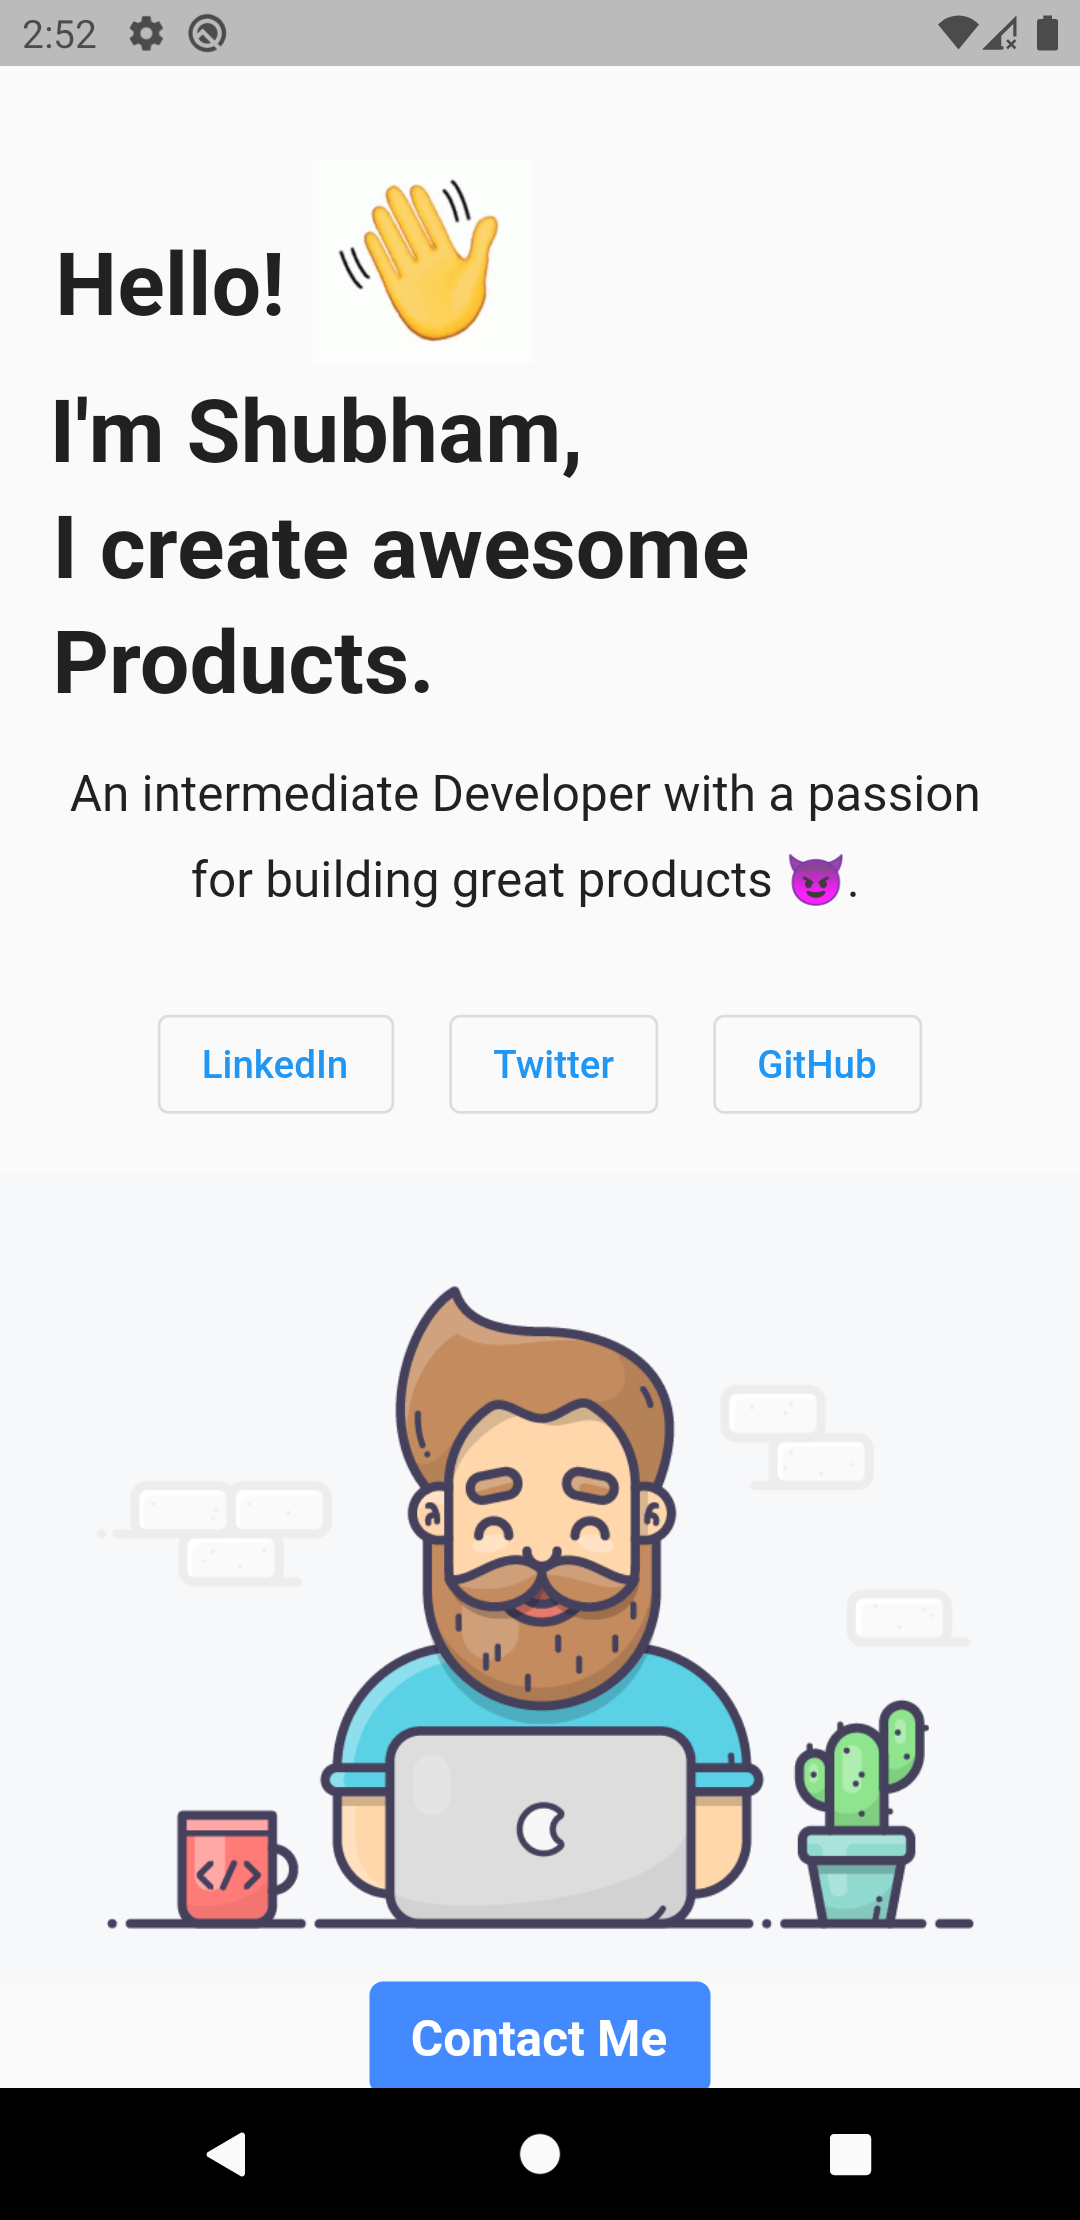 2:52
Hello! 👋
I'm Shubham,
I create awesome
Products.
An intermediate Developer with a passion
for building great products 😈.
LinkedIn Twitter GitHub
</>
Contact Me